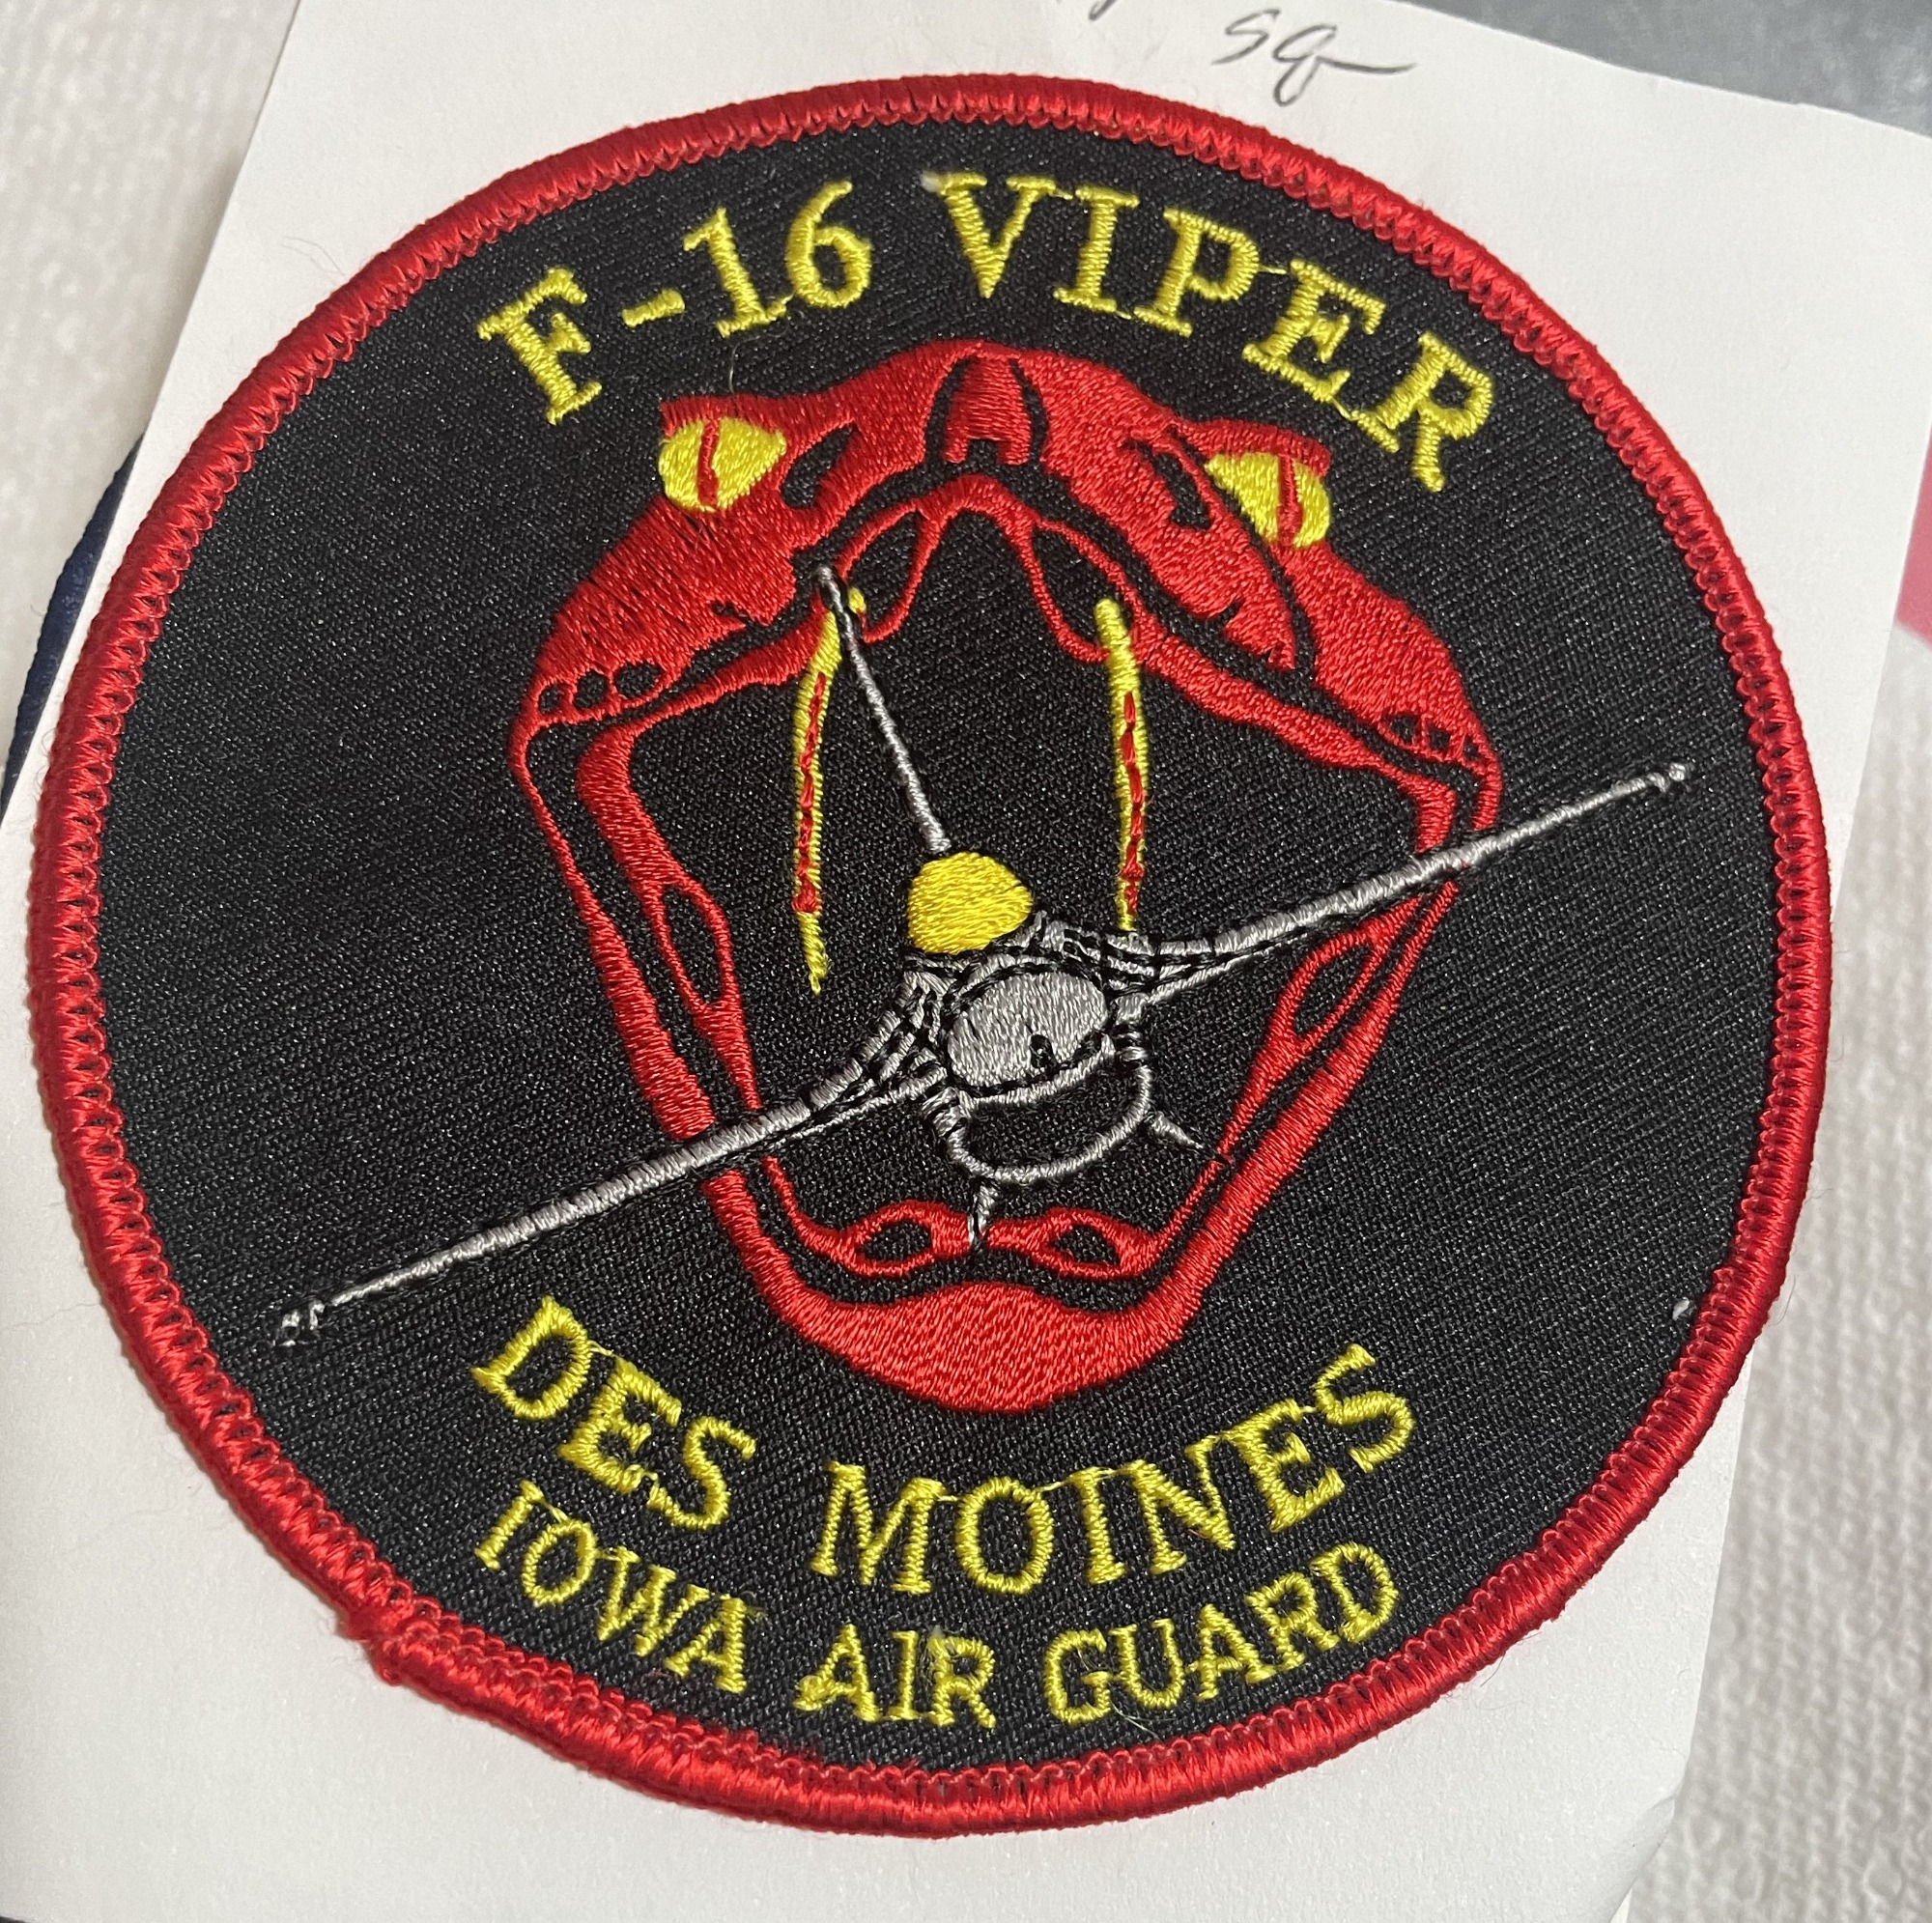 sq
F-16 VIPER
DES MOINES
IOWA AIR GUARD